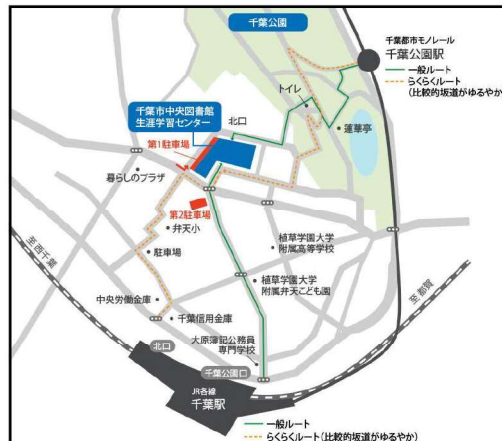 千葉公園
千葉都市モノレール
千葉公園駅
一般ルート
らくらくルート
(比較的坂道がゆるやか)
トイレ
北口
千葉市中央図書館
生涯学習センター
蓮華亭
第1駐車場
暮らしのプラザ
第2駐車場
弁天小
植草学園大学
附属高等学校
至西千葉
駐車場
植草学園大学
附属弁天こども園
至都賀
中央労働金庫
千葉信用金庫
大原簿記公務員
専門学校
北口
千葉公園口
JR各線
千葉駅
一般ルート
らくらくルート(比較的坂道がゆるやか)